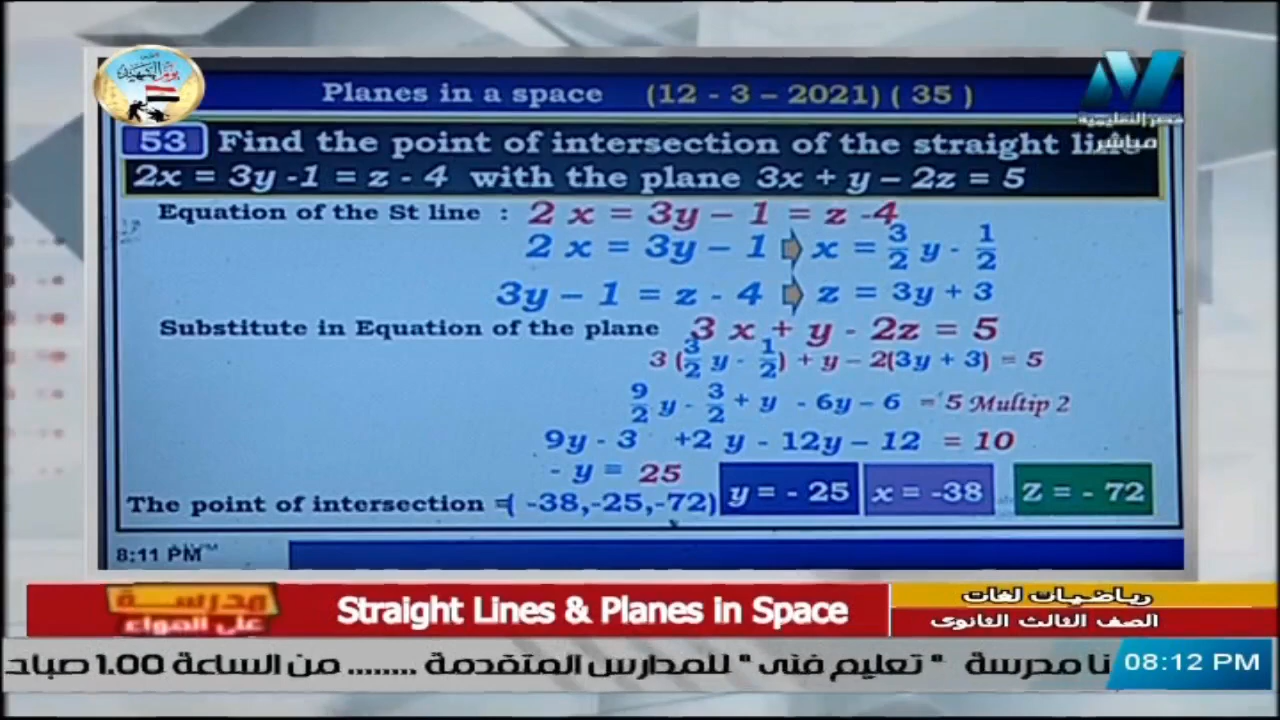 يوم الشهيد
Planes in a space (12 - 3 – 2021) ( 35 )
مصر التعليمية
مباشر
53 Find the point of intersection of the straight line
2x = 3y -1 = z - 4 with the plane 3x + y – 2z = 5
Equation of the St line : 2 x = 3y – 1 = z -4
2 x = 3y – 1 ⇨ x = 3/2 y - 1/2
3y – 1 = z - 4 ⇨ z = 3y + 3
Substitute in Equation of the plane 3 x + y - 2z = 5
3 (3/2 y - 1/2) + y – 2(3y + 3) = 5
9/2 y - 3/2 + y - 6y – 6 = 5 Multip 2
9y - 3 +2 y - 12y – 12 = 10
- y = 25
The point of intersection =( -38,-25,-72) y = - 25 x = -38 Z = - 72
8:11 PM
مدرسة
على الهواء
Straight Lines & Planes in Space
رياضيات لغات
الصف الثالث الثانوى
نا مدرسة " تعليم فنى " للمدارس المتقدمة ........ من الساعة 1.00 صباح
08:12 PM